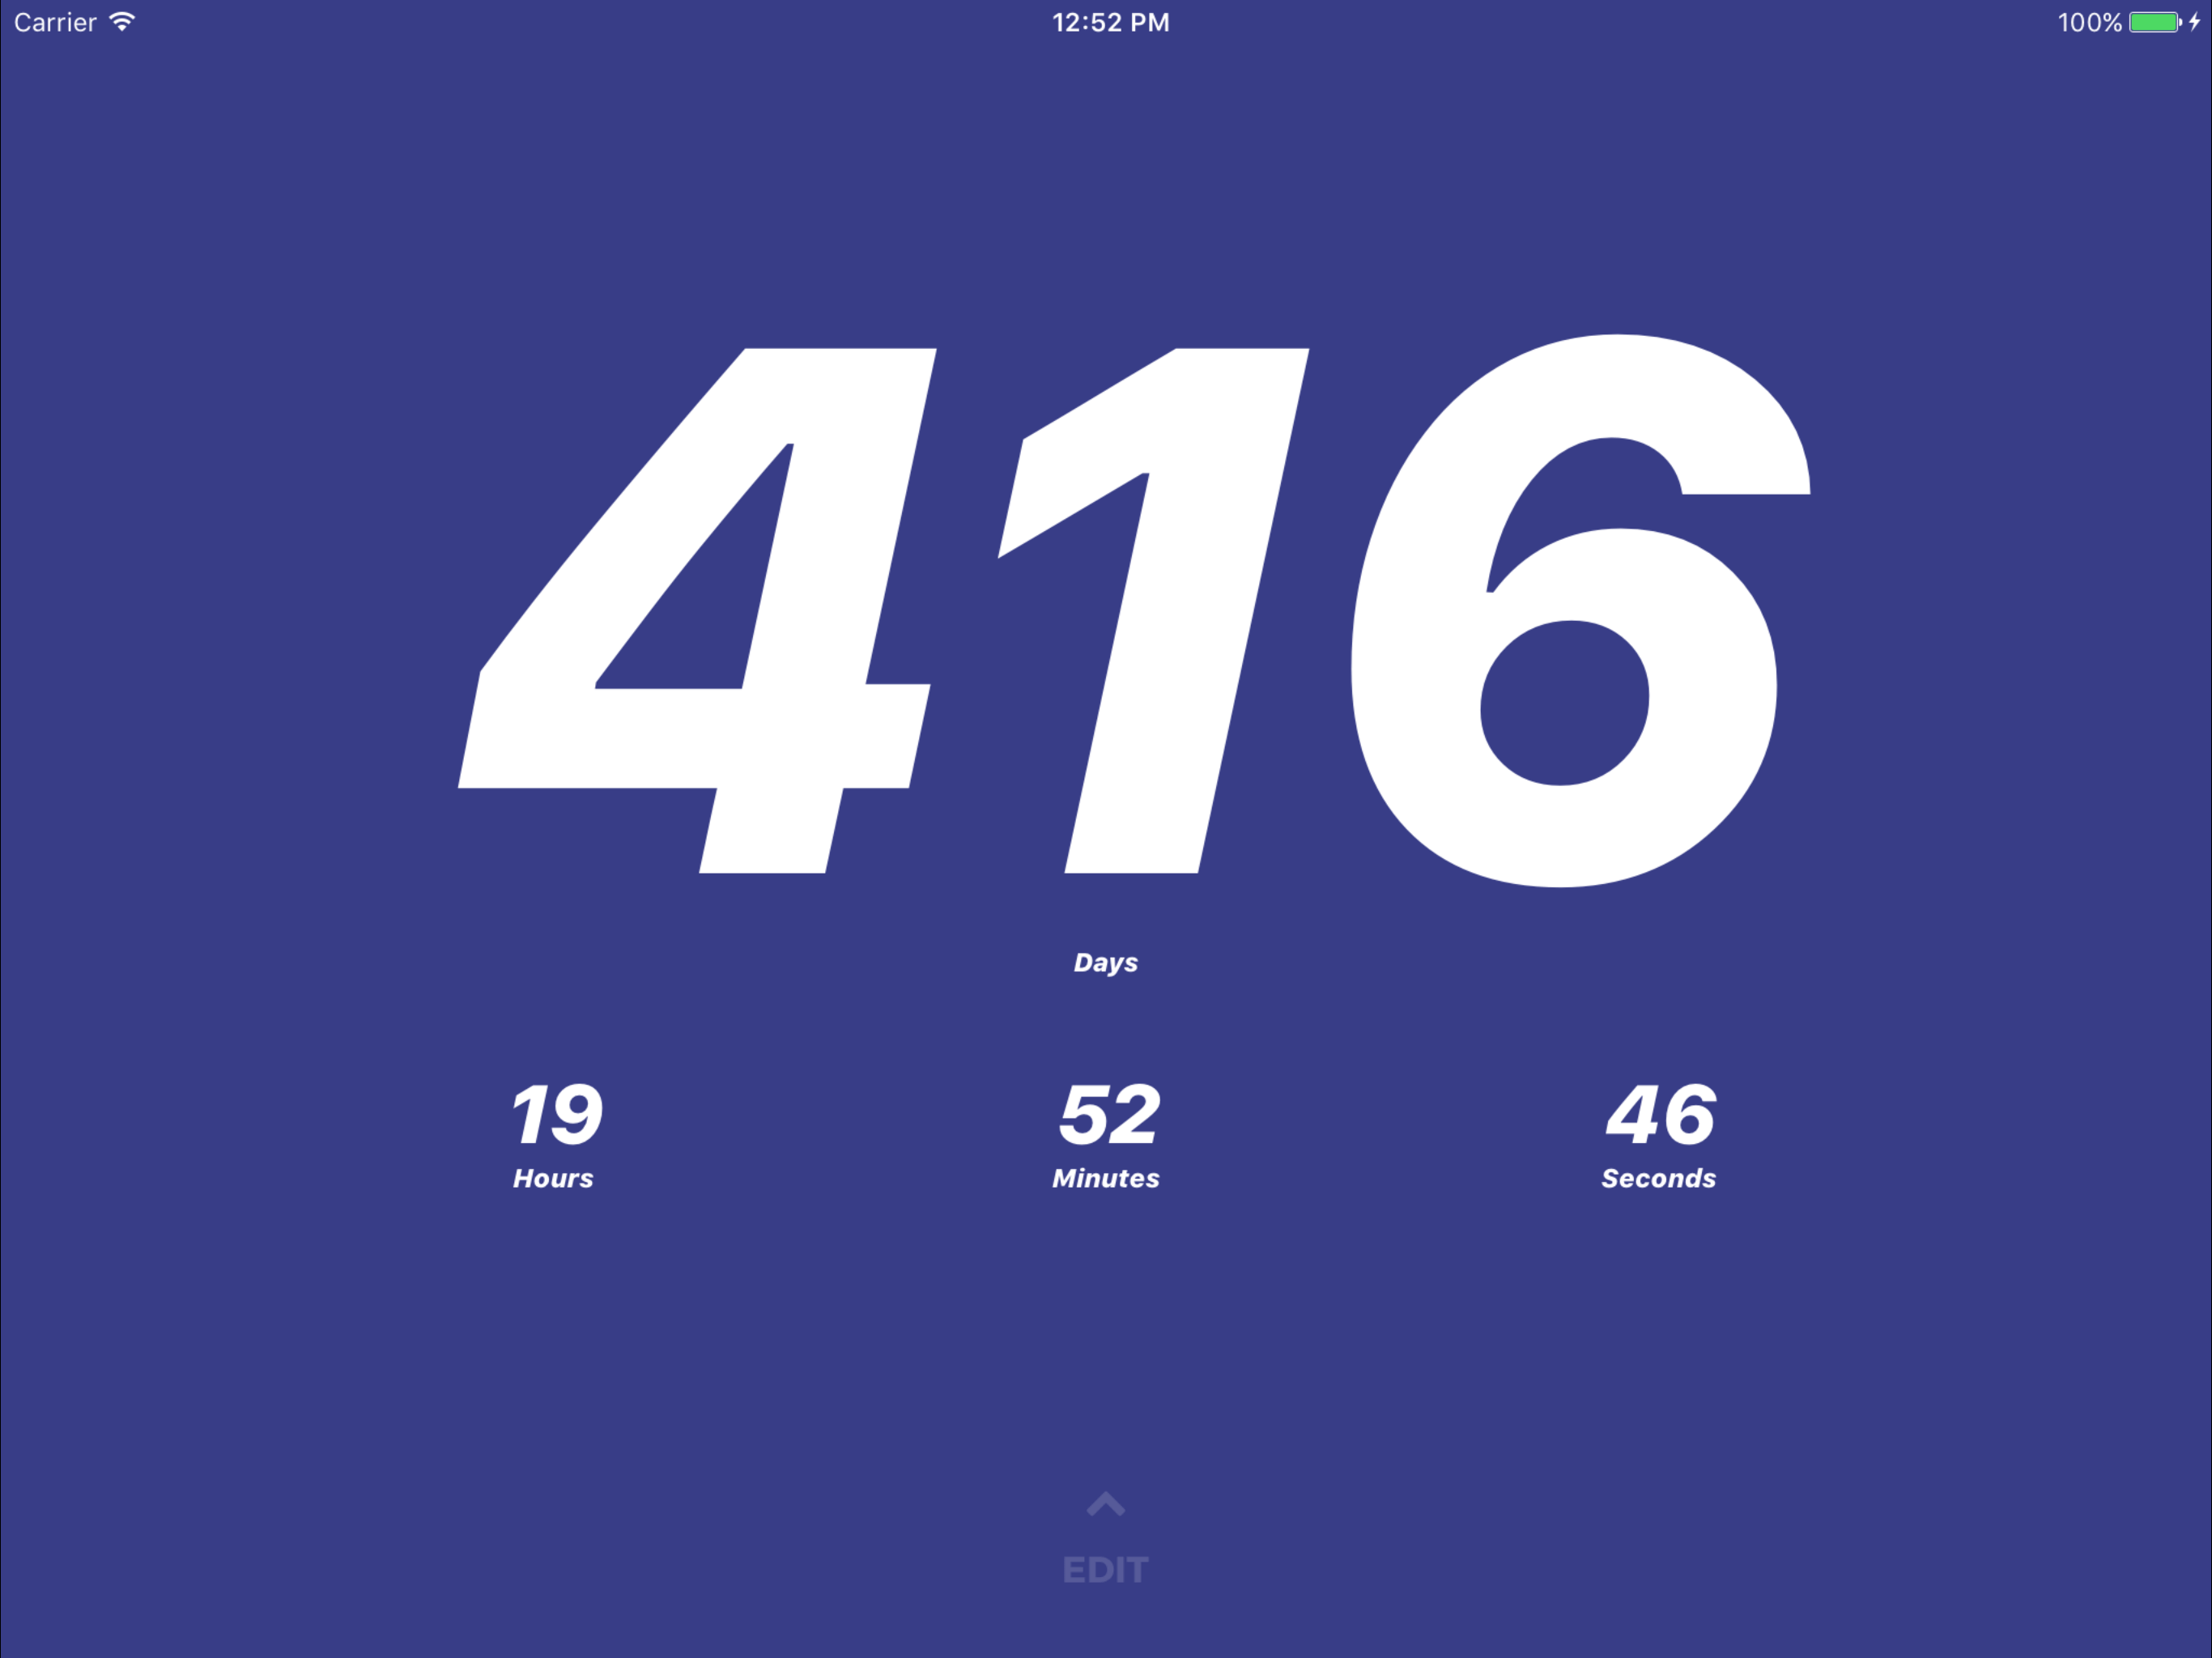 Carrier 12:52 PM 100%
416
Days
19 52 46
Hours Minutes Seconds
EDIT